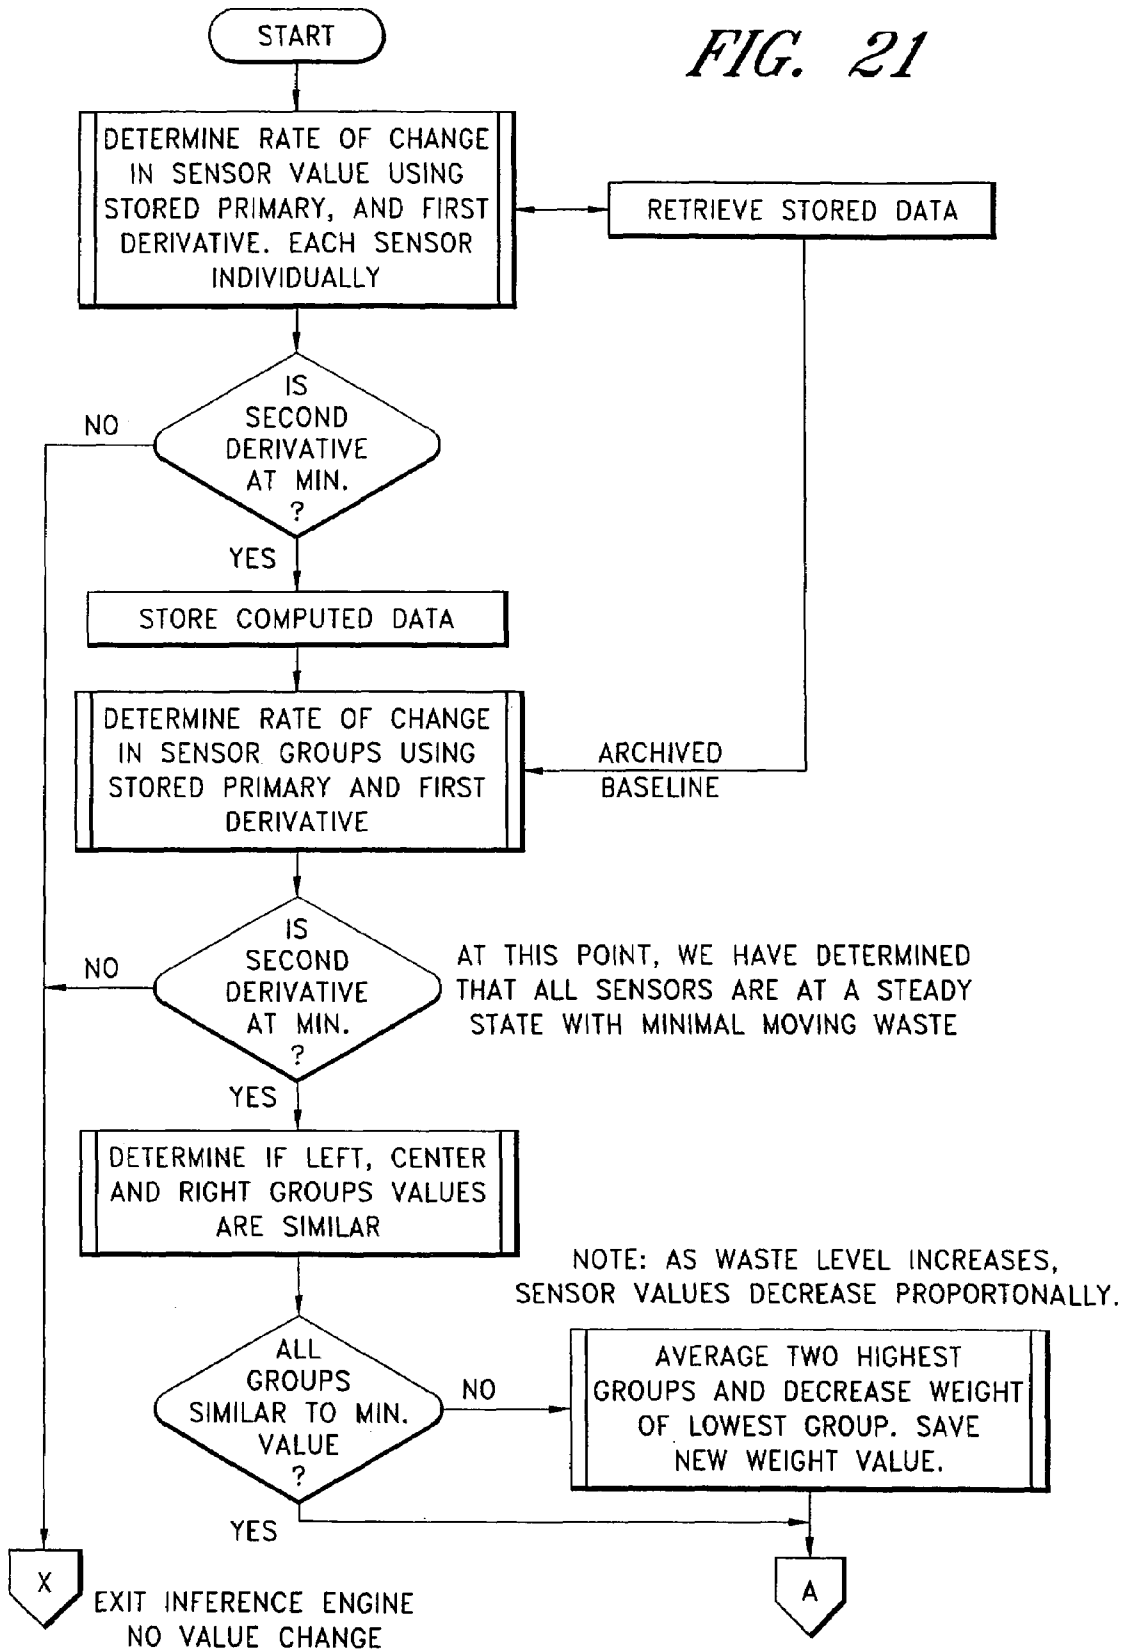 START
FIG. 21
DETERMINE RATE OF CHANGE
IN SENSOR VALUE USING
STORED PRIMARY, AND FIRST
DERIVATIVE. EACH SENSOR
INDIVIDUALLY
RETRIEVE STORED DATA
IS
SECOND
DERIVATIVE
AT MIN.
?
NO
YES
STORE COMPUTED DATA
DETERMINE RATE OF CHANGE
IN SENSOR GROUPS USING
STORED PRIMARY AND FIRST
DERIVATIVE
ARCHIVED
BASELINE
IS
SECOND
DERIVATIVE
AT MIN.
?
NO
AT THIS POINT, WE HAVE DETERMINED
THAT ALL SENSORS ARE AT A STEADY
STATE WITH MINIMAL MOVING WASTE
YES
DETERMINE IF LEFT, CENTER
AND RIGHT GROUPS VALUES
ARE SIMILAR
NOTE: AS WASTE LEVEL INCREASES,
SENSOR VALUES DECREASE PROPORTONALLY.
ALL
GROUPS
SIMILAR TO MIN.
VALUE
?
NO
AVERAGE TWO HIGHEST
GROUPS AND DECREASE WEIGHT
OF LOWEST GROUP. SAVE
NEW WEIGHT VALUE.
YES
X
EXIT INFERENCE ENGINE
NO VALUE CHANGE
A